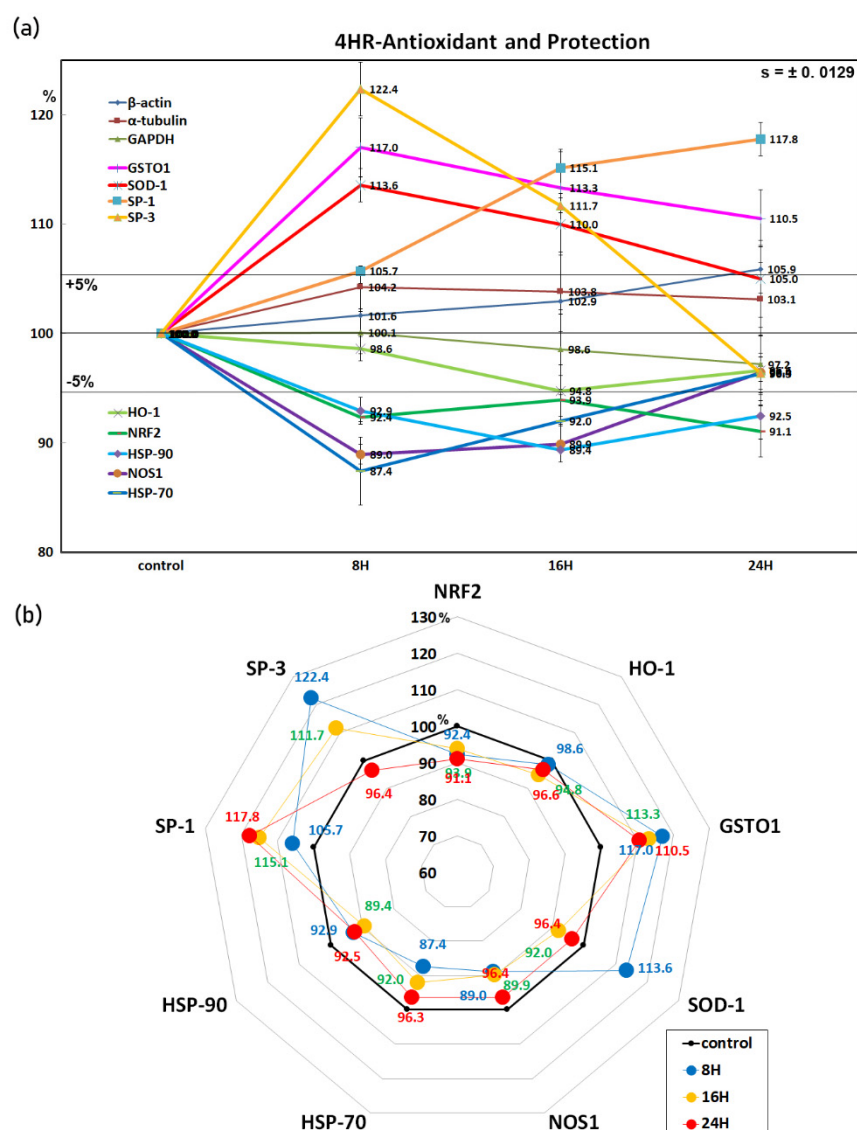 (a)
4HR-Antioxidant and Protection
s = ± 0. 0129
%
120
110
100
90
80
+5%
-5%
β-actin
α-tubulin
GAPDH
GSTO1
SOD-1
SP-1
SP-3
HO-1
NRF2
HSP-90
NOS1
HSP-70
122.4
117.0
113.6
105.7
104.2
101.6
100.1
98.6
92.9
92.4
89.0
87.4
115.1
113.3
111.7
110.0
103.8
102.9
98.6
94.8
93.9
92.0
89.9
89.4
117.8
110.5
105.9
105.0
103.1
97.2
92.5
91.1
control
8H
16H
24H
(b)
NRF2
HO-1
GSTO1
SOD-1
NOS1
HSP-70
HSP-90
SP-1
SP-3
130 %
120
110
%
100
90
80
70
60
92.4
93.9
91.1
98.6
94.8
96.6
113.3
117.0
110.5
96.4
92.0
113.6
96.4
89.0
89.9
87.4
92.0
96.3
89.4
92.9
92.5
117.8
105.7
115.1
122.4
111.7
96.4
control
8H
16H
24H